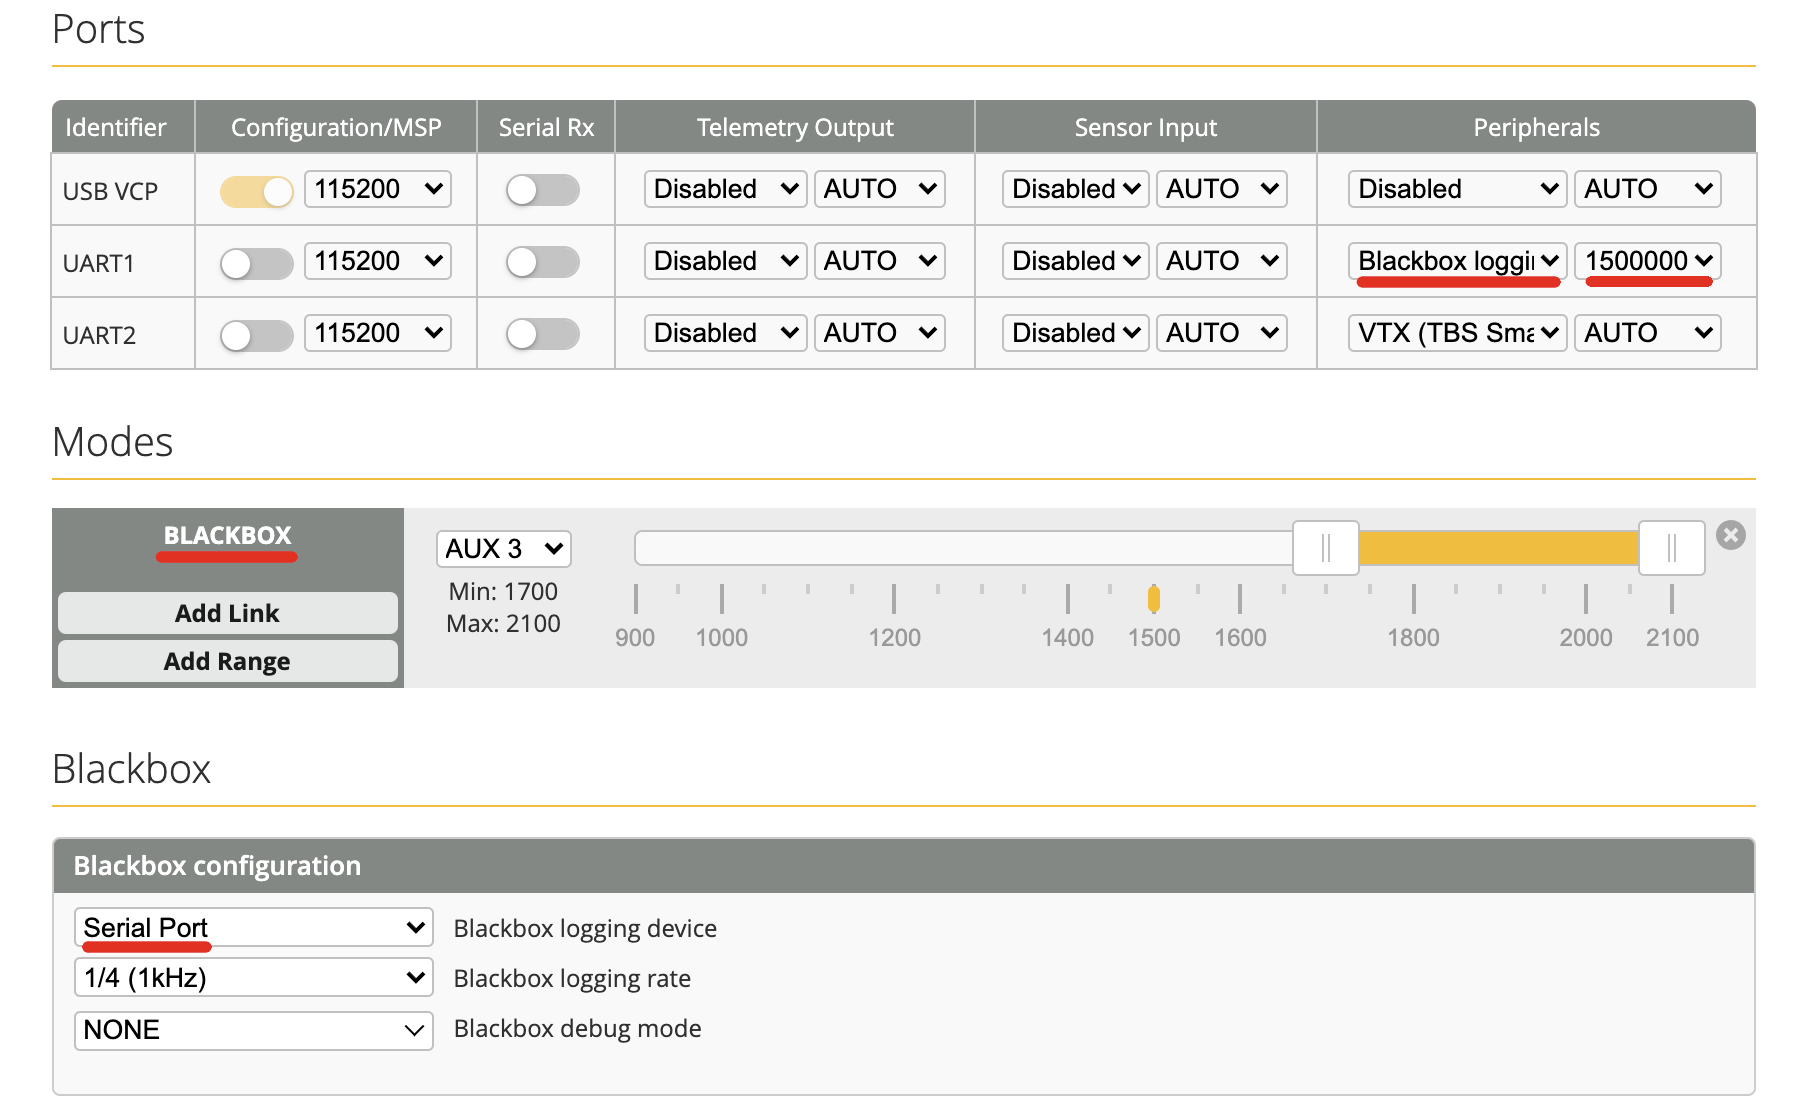 Ports
Identifier Configuration/MSP Serial Rx Telemetry Output Sensor Input Peripherals
USB VCP 115200 Disabled AUTO Disabled AUTO Disabled AUTO
UART1 115200 Disabled AUTO Disabled AUTO Blackbox loggi 1500000
UART2 115200 Disabled AUTO Disabled AUTO VTX (TBS Sma AUTO
Modes
BLACKBOX
Add Link
Add Range
AUX 3
Min: 1700
Max: 2100
900 1000 1200 1400 1500 1600 1800 2000 2100
Blackbox
Blackbox configuration
Serial Port Blackbox logging device
1/4 (1kHz) Blackbox logging rate
NONE Blackbox debug mode